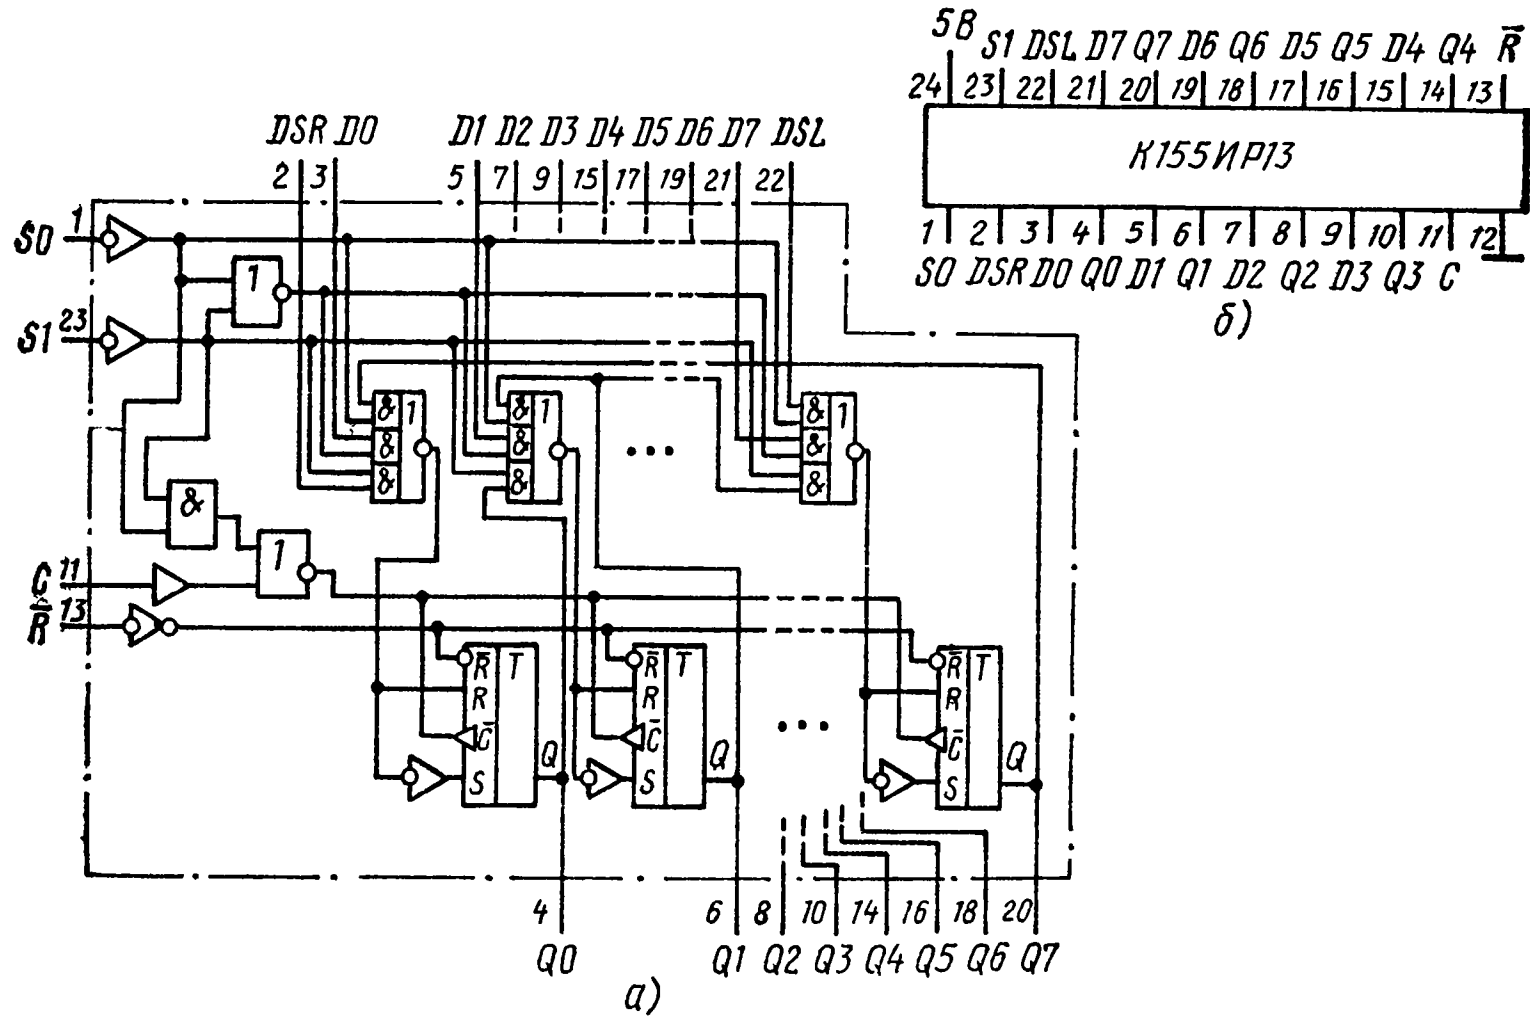 5В
S1 DSL D7 Q7 D6 Q6 D5 Q5 D4 Q4 R̅
24 23 22 21 20 19 18 17 16 15 14 13
К155ИР13
1 2 3 4 5 6 7 8 9 10 11 12
S0 DSR D0 Q0 D1 Q1 D2 Q2 D3 Q3 C
б)
DSR D0 D1 D2 D3 D4 D5 D6 D7 DSL
2 3 5 7 9 15 17 19 21 22
S0 1
1
S1 23
& 1 & 1 & 1
& & &
& & &
&
1
C 11
R̅ 13
R̅ T R̅ T R̅ T
R R R
C̅ C̅ C̅
S Q S Q S Q
4 6 8 10 14 16 18 20
Q0 Q1 Q2 Q3 Q4 Q5 Q6 Q7
а)